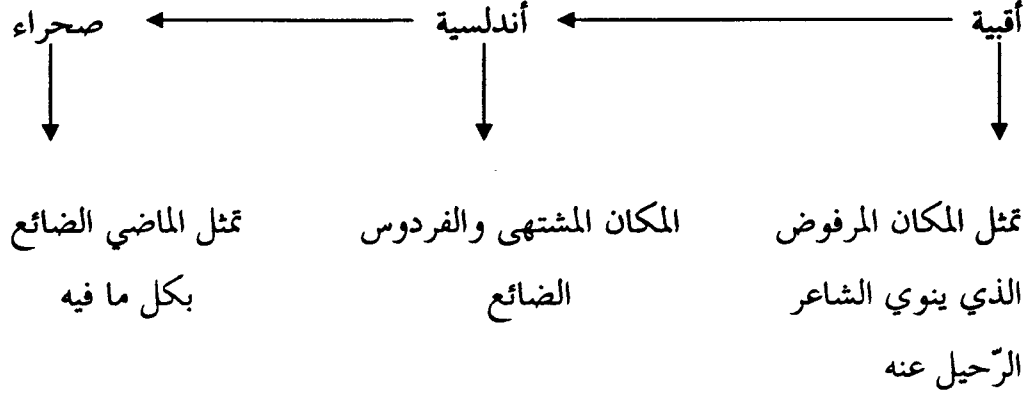 أقبية
أندلسية
صحراء
تمثل المكان المرفوض
الذي ينوي الشاعر
الرّحيل عنه
المكان المشتهى والفردوس
الضائع
تمثل الماضي الضائع
بكل ما فيه